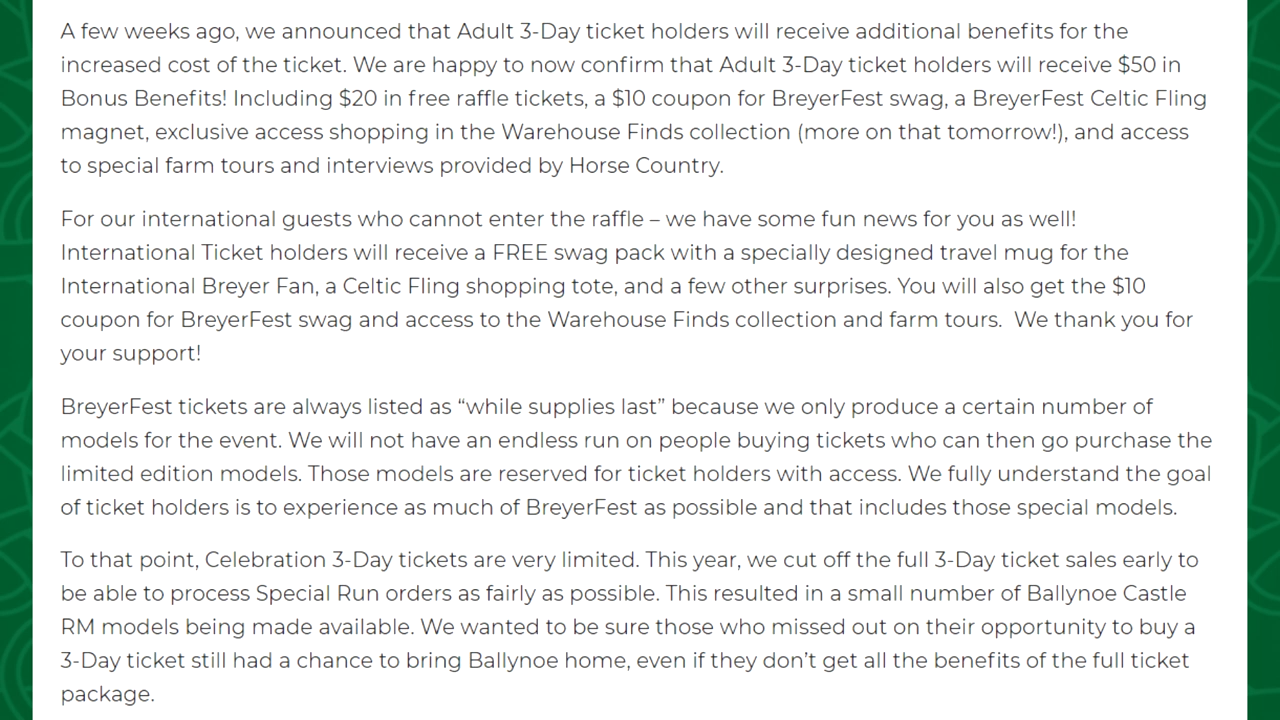 A few weeks ago, we announced that Adult 3-Day ticket holders will receive additional benefits for the
increased cost of the ticket. We are happy to now confirm that Adult 3-Day ticket holders will receive $50 in
Bonus Benefits! Including $20 in free raffle tickets, a $10 coupon for BreyerFest swag, a BreyerFest Celtic Fling
magnet, exclusive access shopping in the Warehouse Finds collection (more on that tomorrow!), and access
to special farm tours and interviews provided by Horse Country.
For our international guests who cannot enter the raffle – we have some fun news for you as well!
International Ticket holders will receive a FREE swag pack with a specially designed travel mug for the
International Breyer Fan, a Celtic Fling shopping tote, and a few other surprises. You will also get the $10
coupon for BreyerFest swag and access to the Warehouse Finds collection and farm tours.  We thank you for
your support!
BreyerFest tickets are always listed as “while supplies last” because we only produce a certain number of
models for the event. We will not have an endless run on people buying tickets who can then go purchase the
limited edition models. Those models are reserved for ticket holders with access. We fully understand the goal
of ticket holders is to experience as much of BreyerFest as possible and that includes those special models.
To that point, Celebration 3-Day tickets are very limited. This year, we cut off the full 3-Day ticket sales early to
be able to process Special Run orders as fairly as possible. This resulted in a small number of Ballynoe Castle
RM models being made available. We wanted to be sure those who missed out on their opportunity to buy a
3-Day ticket still had a chance to bring Ballynoe home, even if they don’t get all the benefits of the full ticket
package.